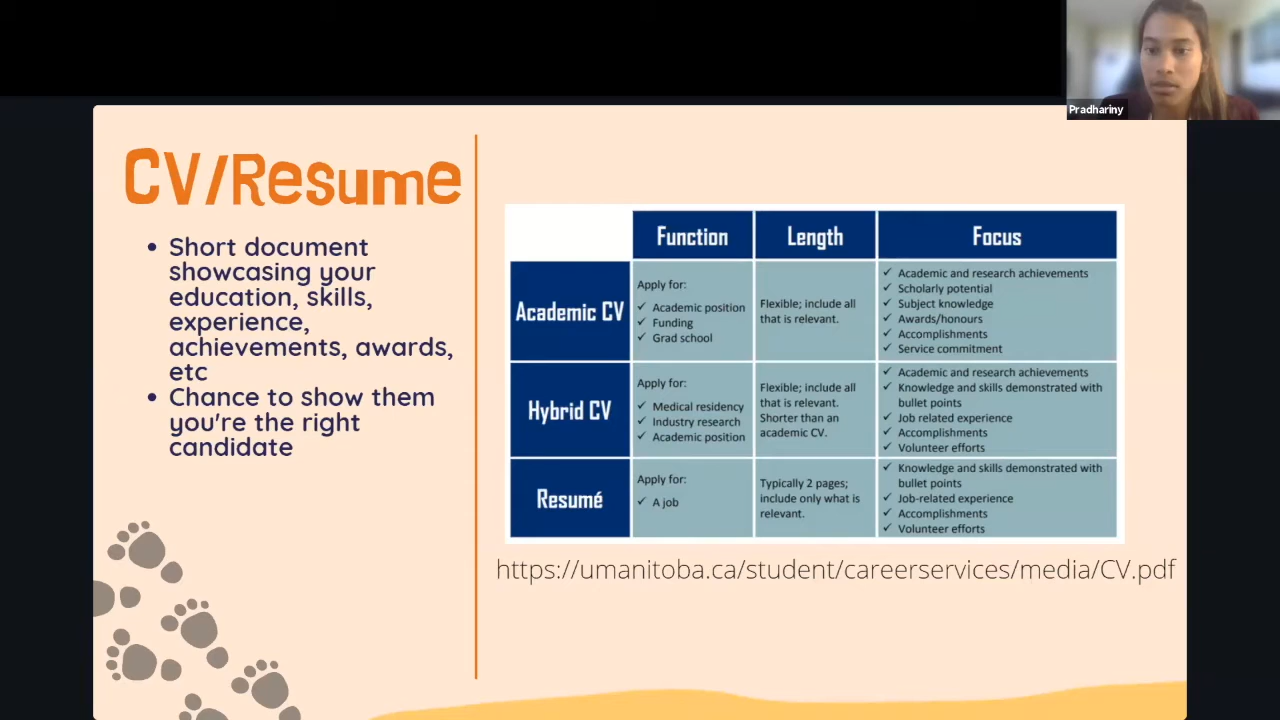 Pradhariny
CV/Resume
• Short document
showcasing your
education, skills,
experience,
achievements, awards,
etc
• Chance to show them
you're the right
candidate
Function
Length
Focus
Academic CV
Apply for:
✓ Academic position
✓ Funding
✓ Grad school
Flexible; include all
that is relevant.
✓ Academic and research achievements
✓ Scholarly potential
✓ Subject knowledge
✓ Awards/honours
✓ Accomplishments
✓ Service commitment
Hybrid CV
Apply for:
✓ Medical residency
✓ Industry research
✓ Academic position
Flexible; include all
that is relevant.
Shorter than an
academic CV.
✓ Academic and research achievements
✓ Knowledge and skills demonstrated with
bullet points
✓ Job related experience
✓ Accomplishments
✓ Volunteer efforts
Resumé
Apply for:
✓ A job
Typically 2 pages;
include only what is
relevant.
✓ Knowledge and skills demonstrated with
bullet points
✓ Job-related experience
✓ Accomplishments
✓ Volunteer efforts
https://umanitoba.ca/student/careerservices/media/CV.pdf